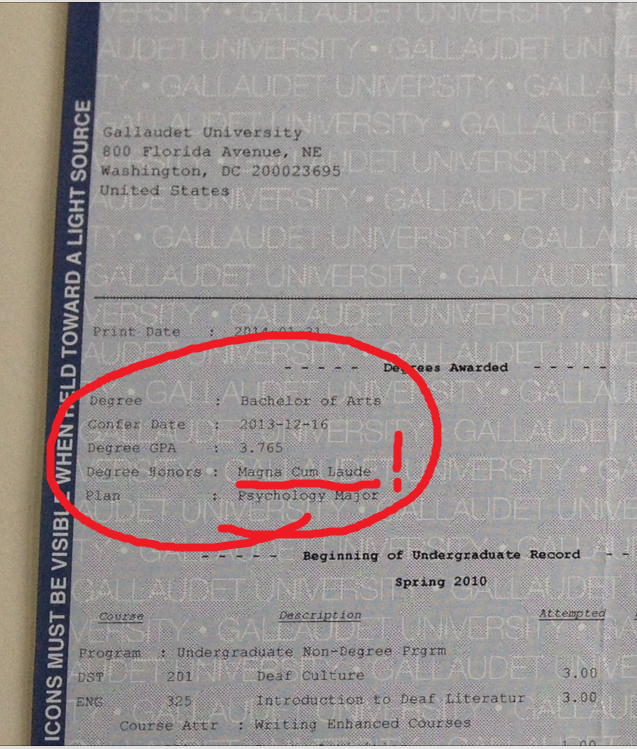 GALLAUDET UNIVERSITY
ICONS MUST BE VISIBLE WHEN HELD TOWARD A LIGHT SOURCE
Gallaudet University
800 Florida Avenue, NE
Washington, DC 200023695
United States
Print Date : 2014-01-31
- - - - - Degrees Awarded - - - - -
Degree : Bachelor of Arts
Confer Date : 2013-12-16
Degree GPA : 3.765
Degree Honors : Magna Cum Laude
Plan : Psychology Major
!
- - - - - Beginning of Undergraduate Record - -
Spring 2010
Course Description Attempted
Program : Undergraduate Non-Degree Prgrm
DST 201 Deaf Culture 3.00
ENG 325 Introduction to Deaf Literatur 3.00
Course Attr : Writing Enhanced Courses